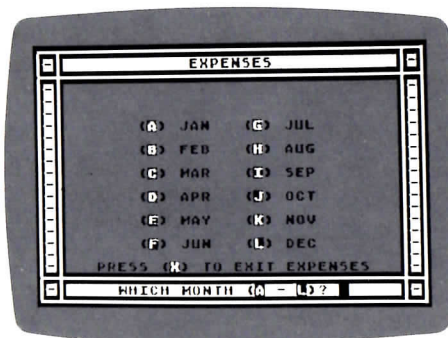 EXPENSES
(A) JAN (G) JUL
(B) FEB (H) AUG
(C) MAR (I) SEP
(D) APR (J) OCT
(E) MAY (K) NOV
(F) JUN (L) DEC
PRESS (X) TO EXIT EXPENSES
WHICH MONTH (A - L)?